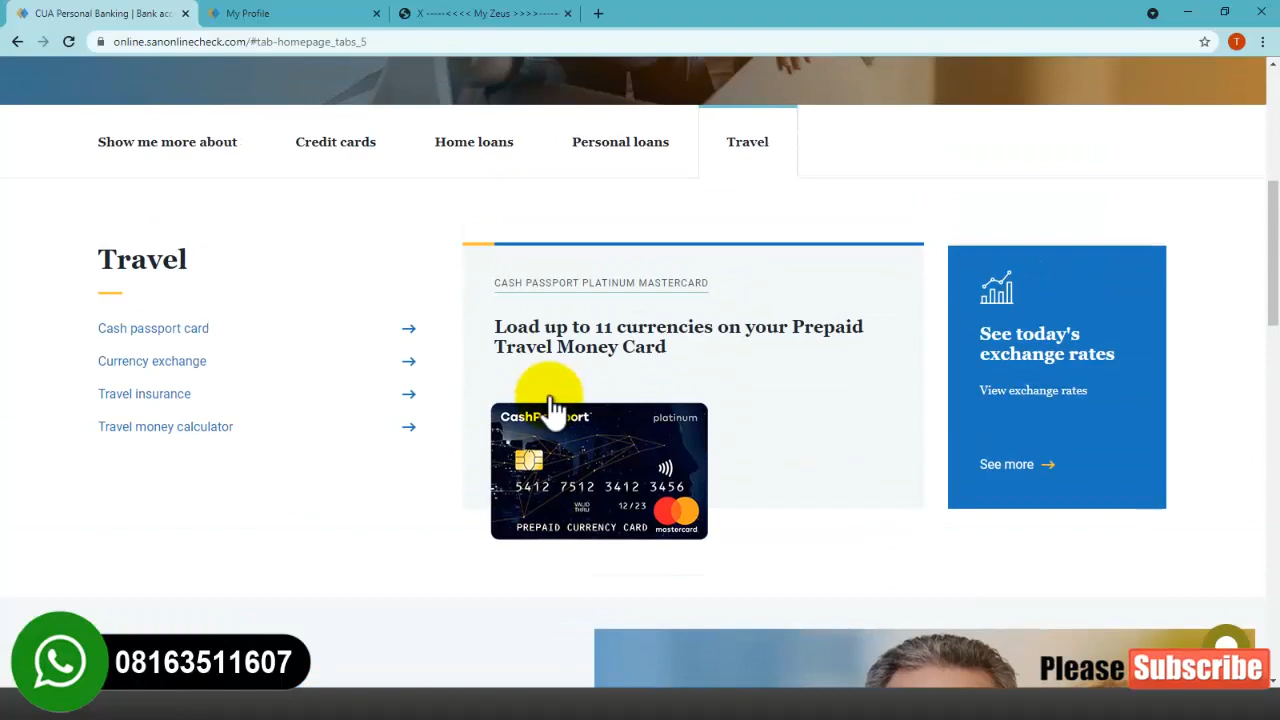 CUA Personal Banking | Bank acc
My Profile
X -----<<<< My Zeus >>>>-----
online.sanonlinecheck.com/#tab-homepage_tabs_5
T
Show me more about
Credit cards
Home loans
Personal loans
Travel
Travel
Cash passport card
Currency exchange
Travel insurance
Travel money calculator
CASH PASSPORT PLATINUM MASTERCARD
Load up to 11 currencies on your Prepaid
Travel Money Card
platinum
5412 7512 3412 3456
VALID
THRU
12/23
PREPAID CURRENCY CARD
mastercard
See today's
exchange rates
View exchange rates
See more
08163511607
Please Subscribe